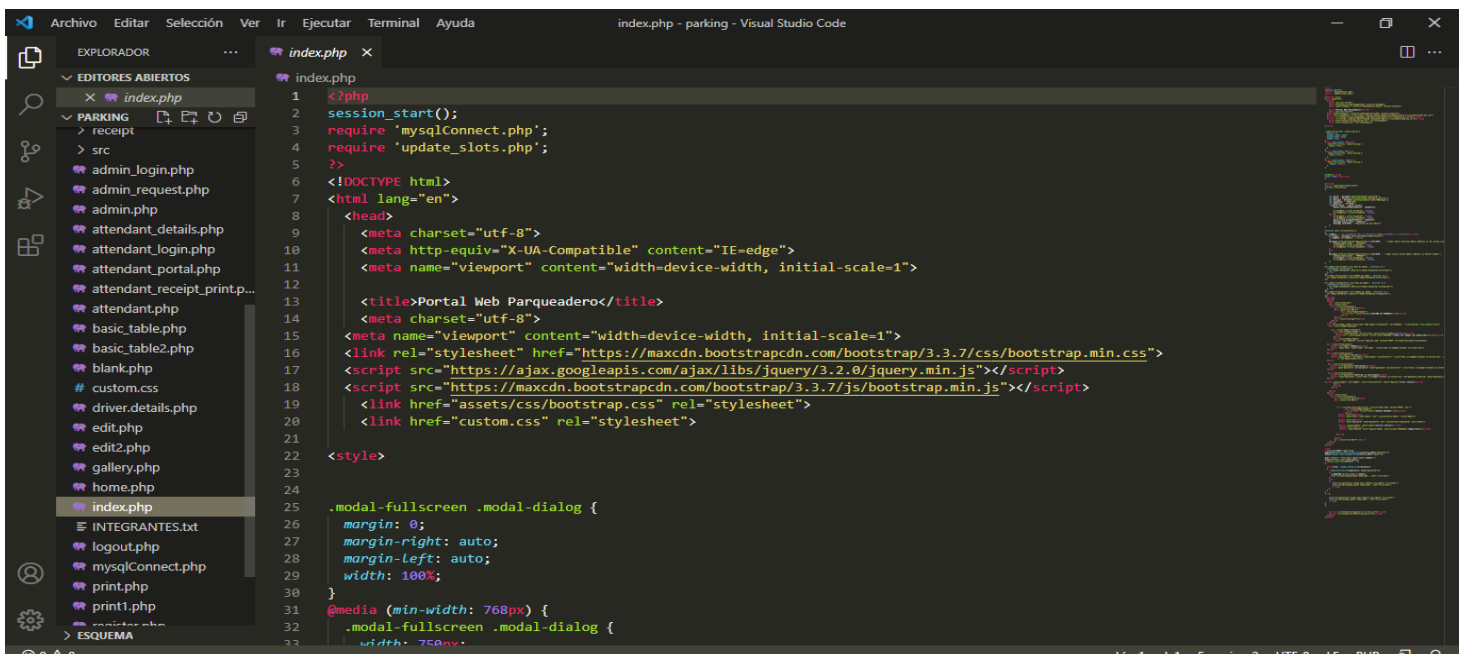 Archivo Editar Selección Ver Ir Ejecutar Terminal Ayuda
index.php - parking - Visual Studio Code
EXPLORADOR
index.php
EDITORES ABIERTOS
index.php
PARKING
receipt
src
admin_login.php
admin_request.php
admin.php
attendant_details.php
attendant_login.php
attendant_portal.php
attendant_receipt_print.p...
attendant.php
basic_table.php
basic_table2.php
blank.php
custom.css
driver.details.php
edit.php
edit2.php
gallery.php
home.php
index.php
INTEGRANTES.txt
logout.php
mysqlConnect.php
print.php
print1.php
register.php
ESQUEMA
index.php
1 <?php
2 session_start();
3 require 'mysqlConnect.php';
4 require 'update_slots.php';
5 ?>
6 <!DOCTYPE html>
7 <html lang="en">
8 <head>
9 <meta charset="utf-8">
10 <meta http-equiv="X-UA-Compatible" content="IE=edge">
11 <meta name="viewport" content="width=device-width, initial-scale=1">
12
13 <title>Portal Web Parqueadero</title>
14 <meta charset="utf-8">
15 <meta name="viewport" content="width=device-width, initial-scale=1">
16 <link rel="stylesheet" href="https://maxcdn.bootstrapcdn.com/bootstrap/3.3.7/css/bootstrap.min.css">
17 <script src="https://ajax.googleapis.com/ajax/libs/jquery/3.2.0/jquery.min.js"></script>
18 <script src="https://maxcdn.bootstrapcdn.com/bootstrap/3.3.7/js/bootstrap.min.js"></script>
19 <link href="assets/css/bootstrap.css" rel="stylesheet">
20 <link href="custom.css" rel="stylesheet">
21
22 <style>
23
24
25 .modal-fullscreen .modal-dialog {
26 margin: 0;
27 margin-right: auto;
28 margin-left: auto;
29 width: 100%;
30 }
31 @media (min-width: 768px) {
32 .modal-fullscreen .modal-dialog {
33 width: 750px;